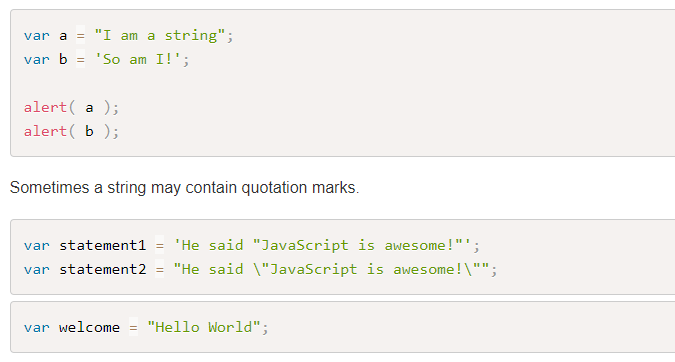 var a = "I am a string";
var b = 'So am I!';
alert( a );
alert( b );
Sometimes a string may contain quotation marks.
var statement1 = 'He said "JavaScript is awesome!"';
var statement2 = "He said \"JavaScript is awesome!\"";
var welcome = "Hello World";